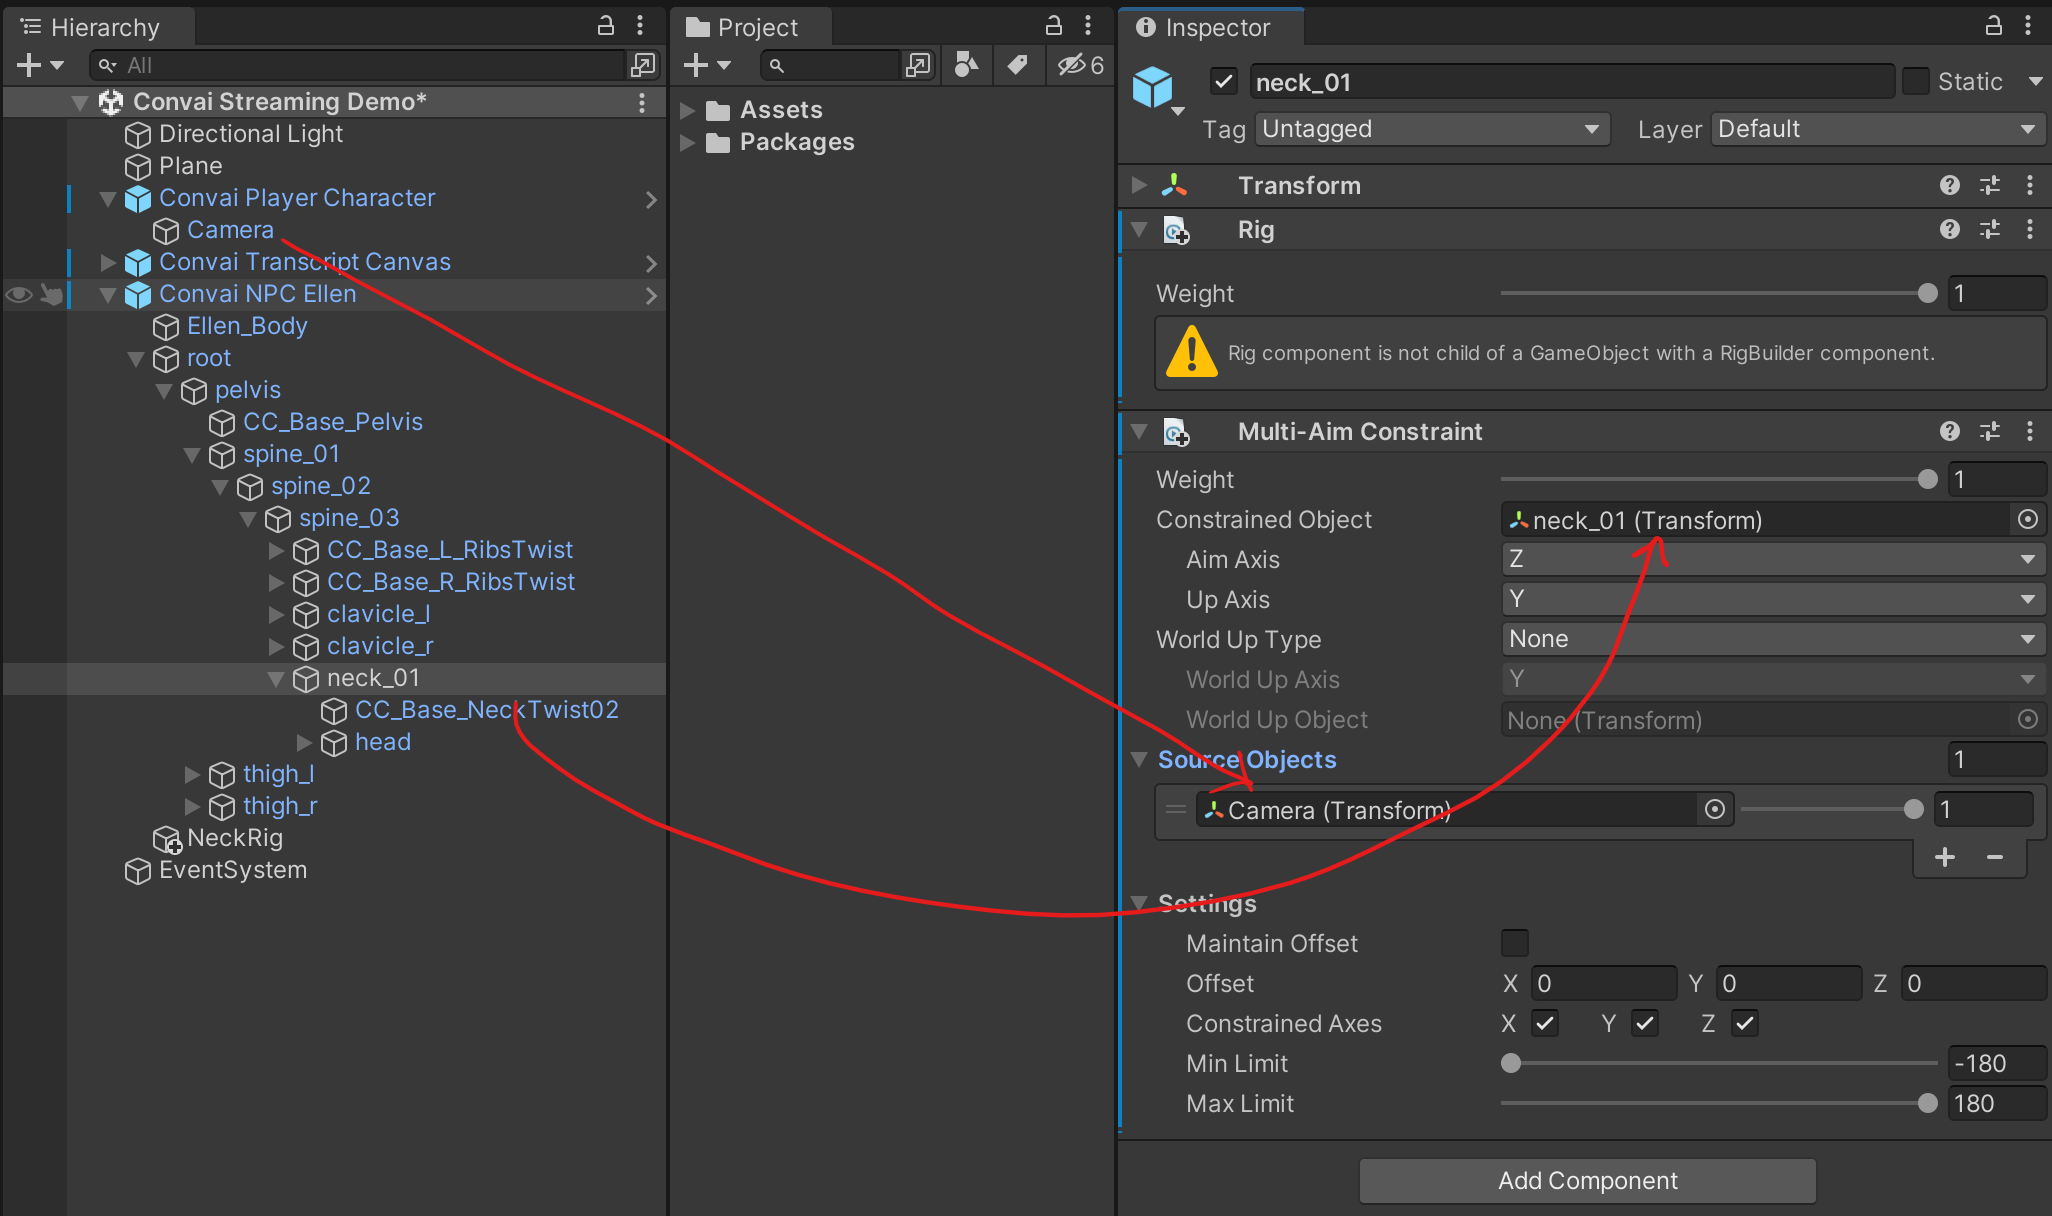 Hierarchy
All
Convai Streaming Demo*
Directional Light
Plane
Convai Player Character
Camera
Convai Transcript Canvas
Convai NPC Ellen
Ellen_Body
root
pelvis
CC_Base_Pelvis
spine_01
spine_02
spine_03
CC_Base_L_RibsTwist
CC_Base_R_RibsTwist
clavicle_l
clavicle_r
neck_01
CC_Base_NeckTwist02
head
thigh_l
thigh_r
NeckRig
EventSystem
Project
6
Assets
Packages
Inspector
neck_01 Static
Tag Untagged Layer Default
Transform
Rig
Weight 1
Rig component is not child of a GameObject with a RigBuilder component.
Multi-Aim Constraint
Weight 1
Constrained Object neck_01 (Transform)
Aim Axis Z
Up Axis Y
World Up Type None
World Up Axis Y
World Up Object None (Transform)
Source Objects 1
Camera (Transform) 1
Settings
Maintain Offset
Offset X 0 Y 0 Z 0
Constrained Axes X Y Z
Min Limit -180
Max Limit 180
Add Component